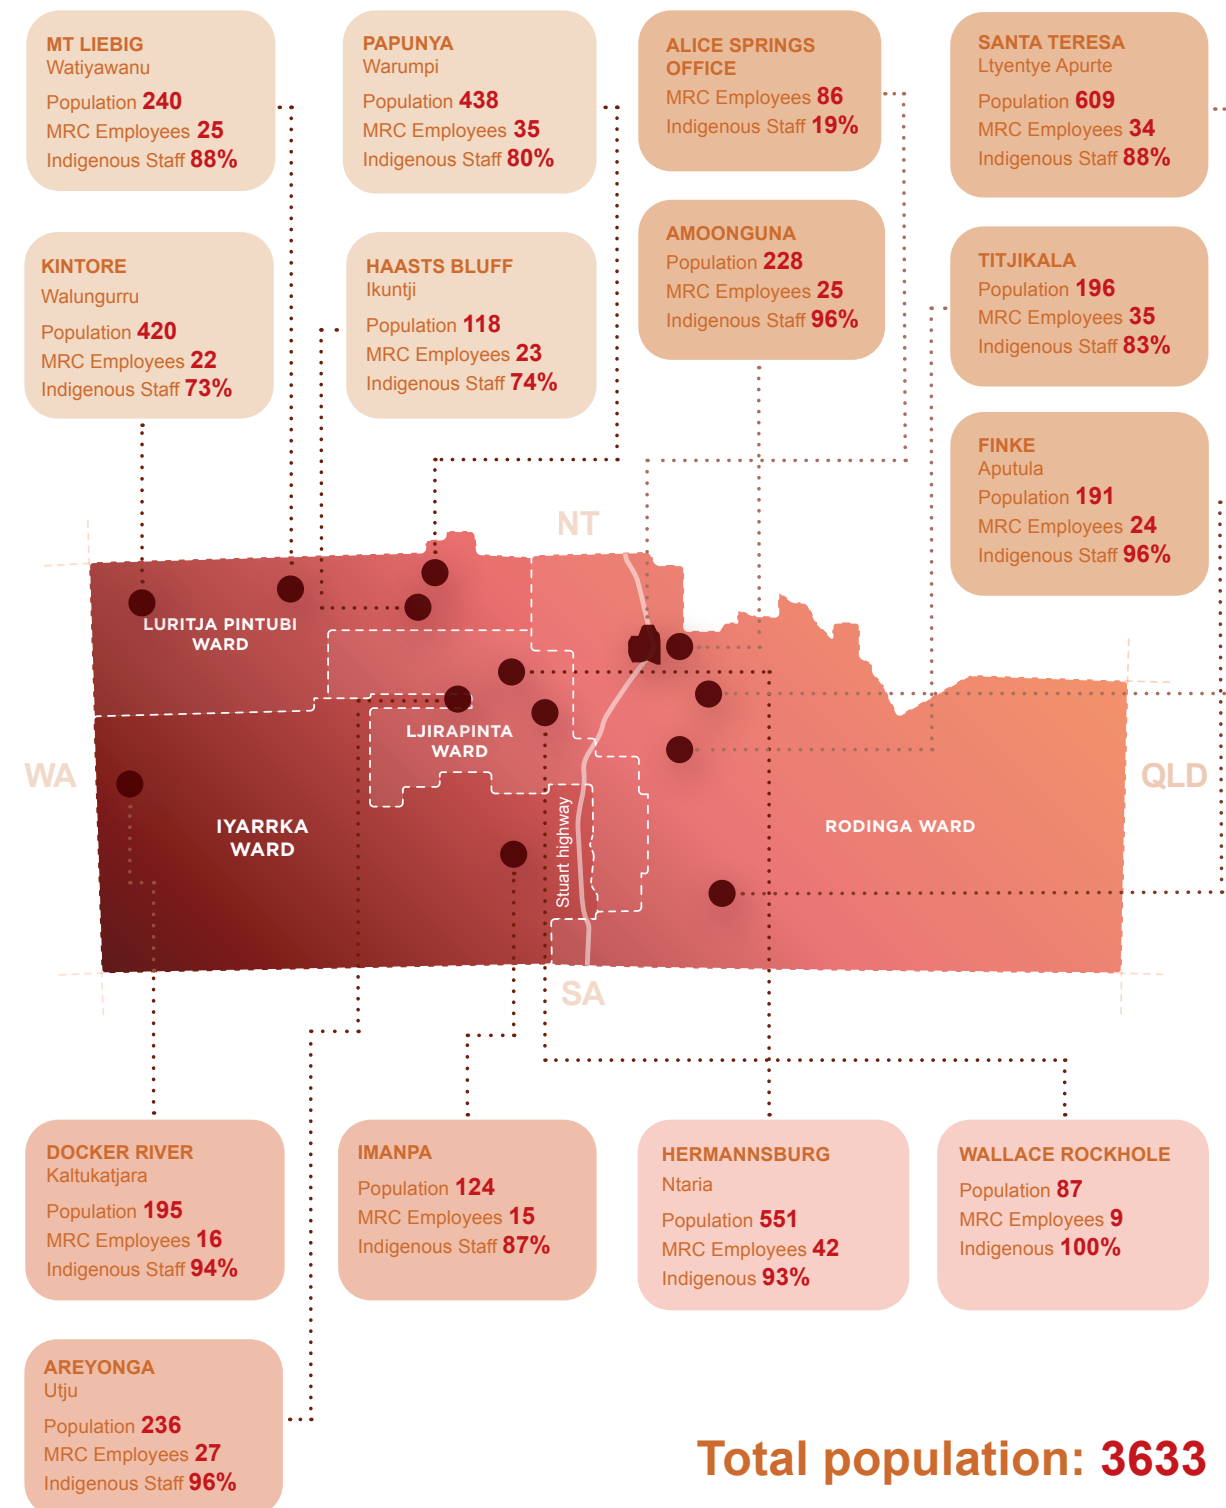 MT LIEBIG
Watiyawanu
Population 240
MRC Employees 25
Indigenous Staff 88%
PAPUNYA
Warumpi
Population 438
MRC Employees 35
Indigenous Staff 80%
ALICE SPRINGS
OFFICE
MRC Employees 86
Indigenous Staff 19%
SANTA TERESA
Ltyentye Apurte
Population 609
MRC Employees 34
Indigenous Staff 88%
KINTORE
Walungurru
Population 420
MRC Employees 22
Indigenous Staff 73%
HAASTS BLUFF
Ikuntji
Population 118
MRC Employees 23
Indigenous Staff 74%
AMOONGUNA
Population 228
MRC Employees 25
Indigenous Staff 96%
TITJIKALA
Population 196
MRC Employees 35
Indigenous Staff 83%
FINKE
Aputula
Population 191
MRC Employees 24
Indigenous Staff 96%
NT
LURITJA PINTUBI
WARD
LJIRAPINTA
WARD
WA
QLD
IYARRKA
WARD
Stuart highway
RODINGA WARD
SA
DOCKER RIVER
Kaltukatjara
Population 195
MRC Employees 16
Indigenous Staff 94%
IMANPA
Population 124
MRC Employees 15
Indigenous Staff 87%
HERMANNSBURG
Ntaria
Population 551
MRC Employees 42
Indigenous 93%
WALLACE ROCKHOLE
Population 87
MRC Employees 9
Indigenous 100%
AREYONGA
Utju
Population 236
MRC Employees 27
Indigenous Staff 96%
Total population: 3633